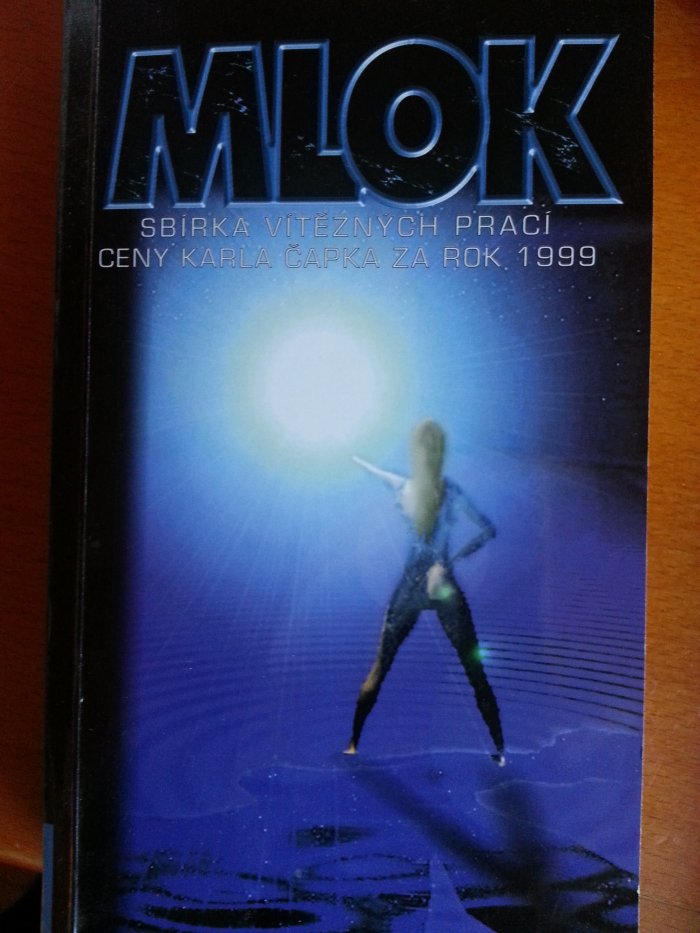 MLOK
SBÍRKA VÍTĚZNÝCH PRACÍ
CENY KARLA ČAPKA ZA ROK 1999